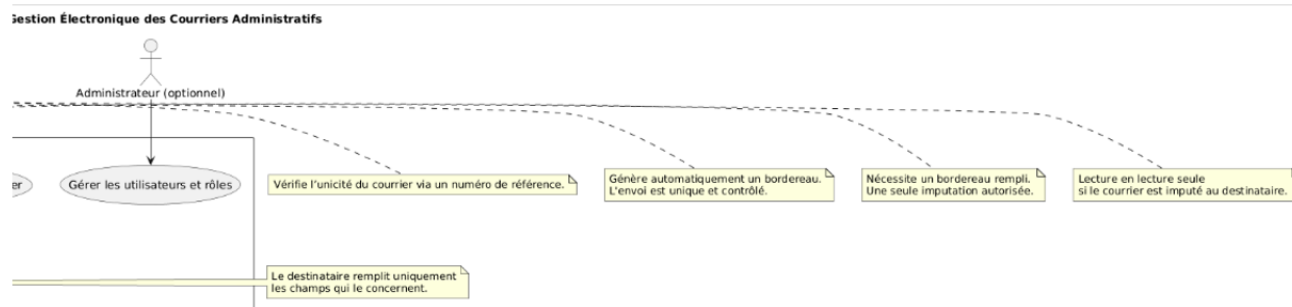 Gestion Électronique des Courriers Administratifs
Administrateur (optionnel)
er
Gérer les utilisateurs et rôles
Vérifie l'unicité du courrier via un numéro de référence.
Génère automatiquement un bordereau.
L'envoi est unique et contrôlé.
Nécessite un bordereau rempli.
Une seule imputation autorisée.
Lecture en lecture seule
si le courrier est imputé au destinataire.
Le destinataire remplit uniquement
les champs qui le concernent.